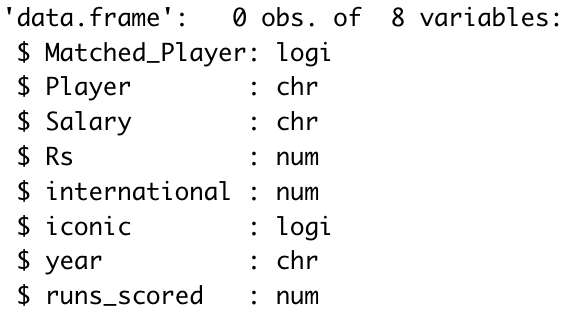 'data.frame':   0 obs. of  8 variables:
 $ Matched_Player: logi
 $ Player        : chr
 $ Salary        : chr
 $ Rs            : num
 $ international : num
 $ iconic        : logi
 $ year          : chr
 $ runs_scored   : num